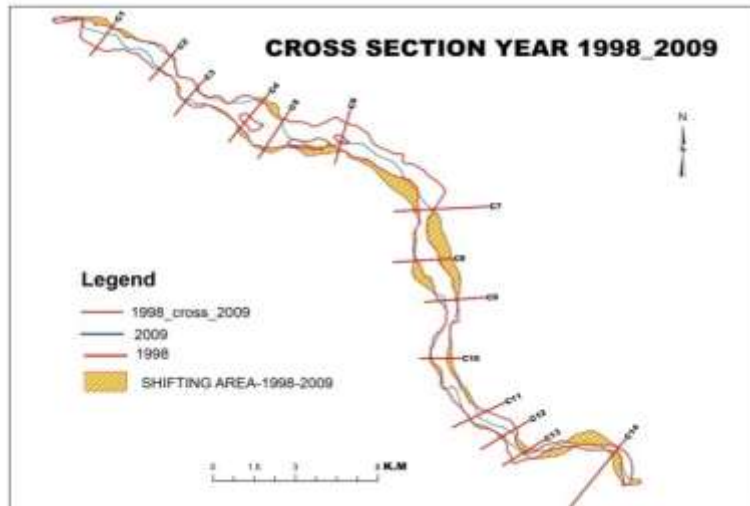 CROSS SECTION YEAR 1998_2009
C1
C2
C3
C4
C5
C6
N
C7
C8
C9
C10
C11
C12
C13
C14
Legend
1998_cross_2009
2009
1998
SHIFTING AREA-1998-2009
0 1.5 3 6 K.M